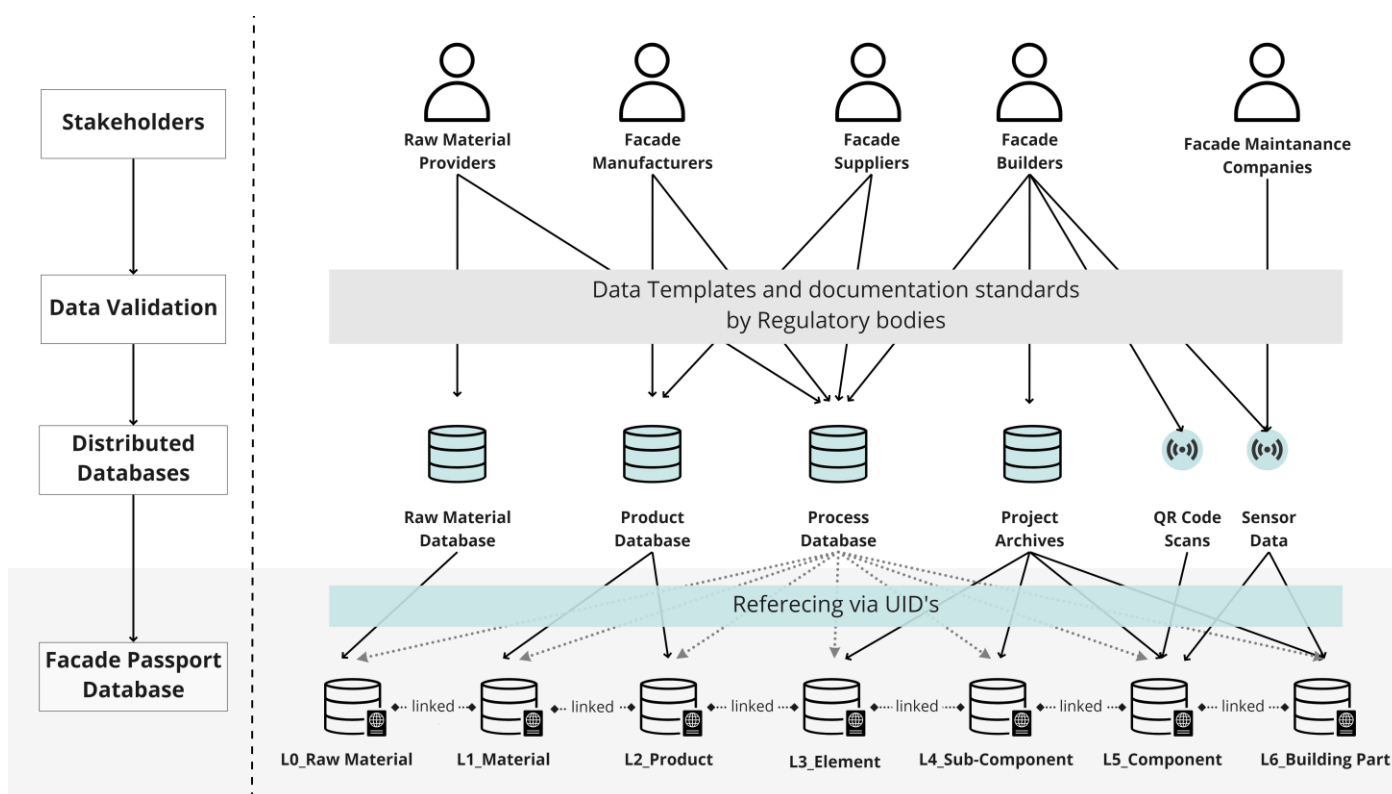 Stakeholders
Data Validation
Distributed
Databases
Facade Passport
Database
Raw Material
Providers
Facade
Manufacturers
Facade
Suppliers
Facade
Builders
Facade Maintanance
Companies
Data Templates and documentation standards
by Regulatory bodies
Raw Material
Database
Product
Database
Process
Database
Project
Archives
QR Code
Scans
Sensor
Data
Referecing via UID's
linked
linked
linked
linked
linked
linked
L0_Raw Material
L1_Material
L2_Product
L3_Element
L4_Sub-Component
L5_Component
L6_Building Part